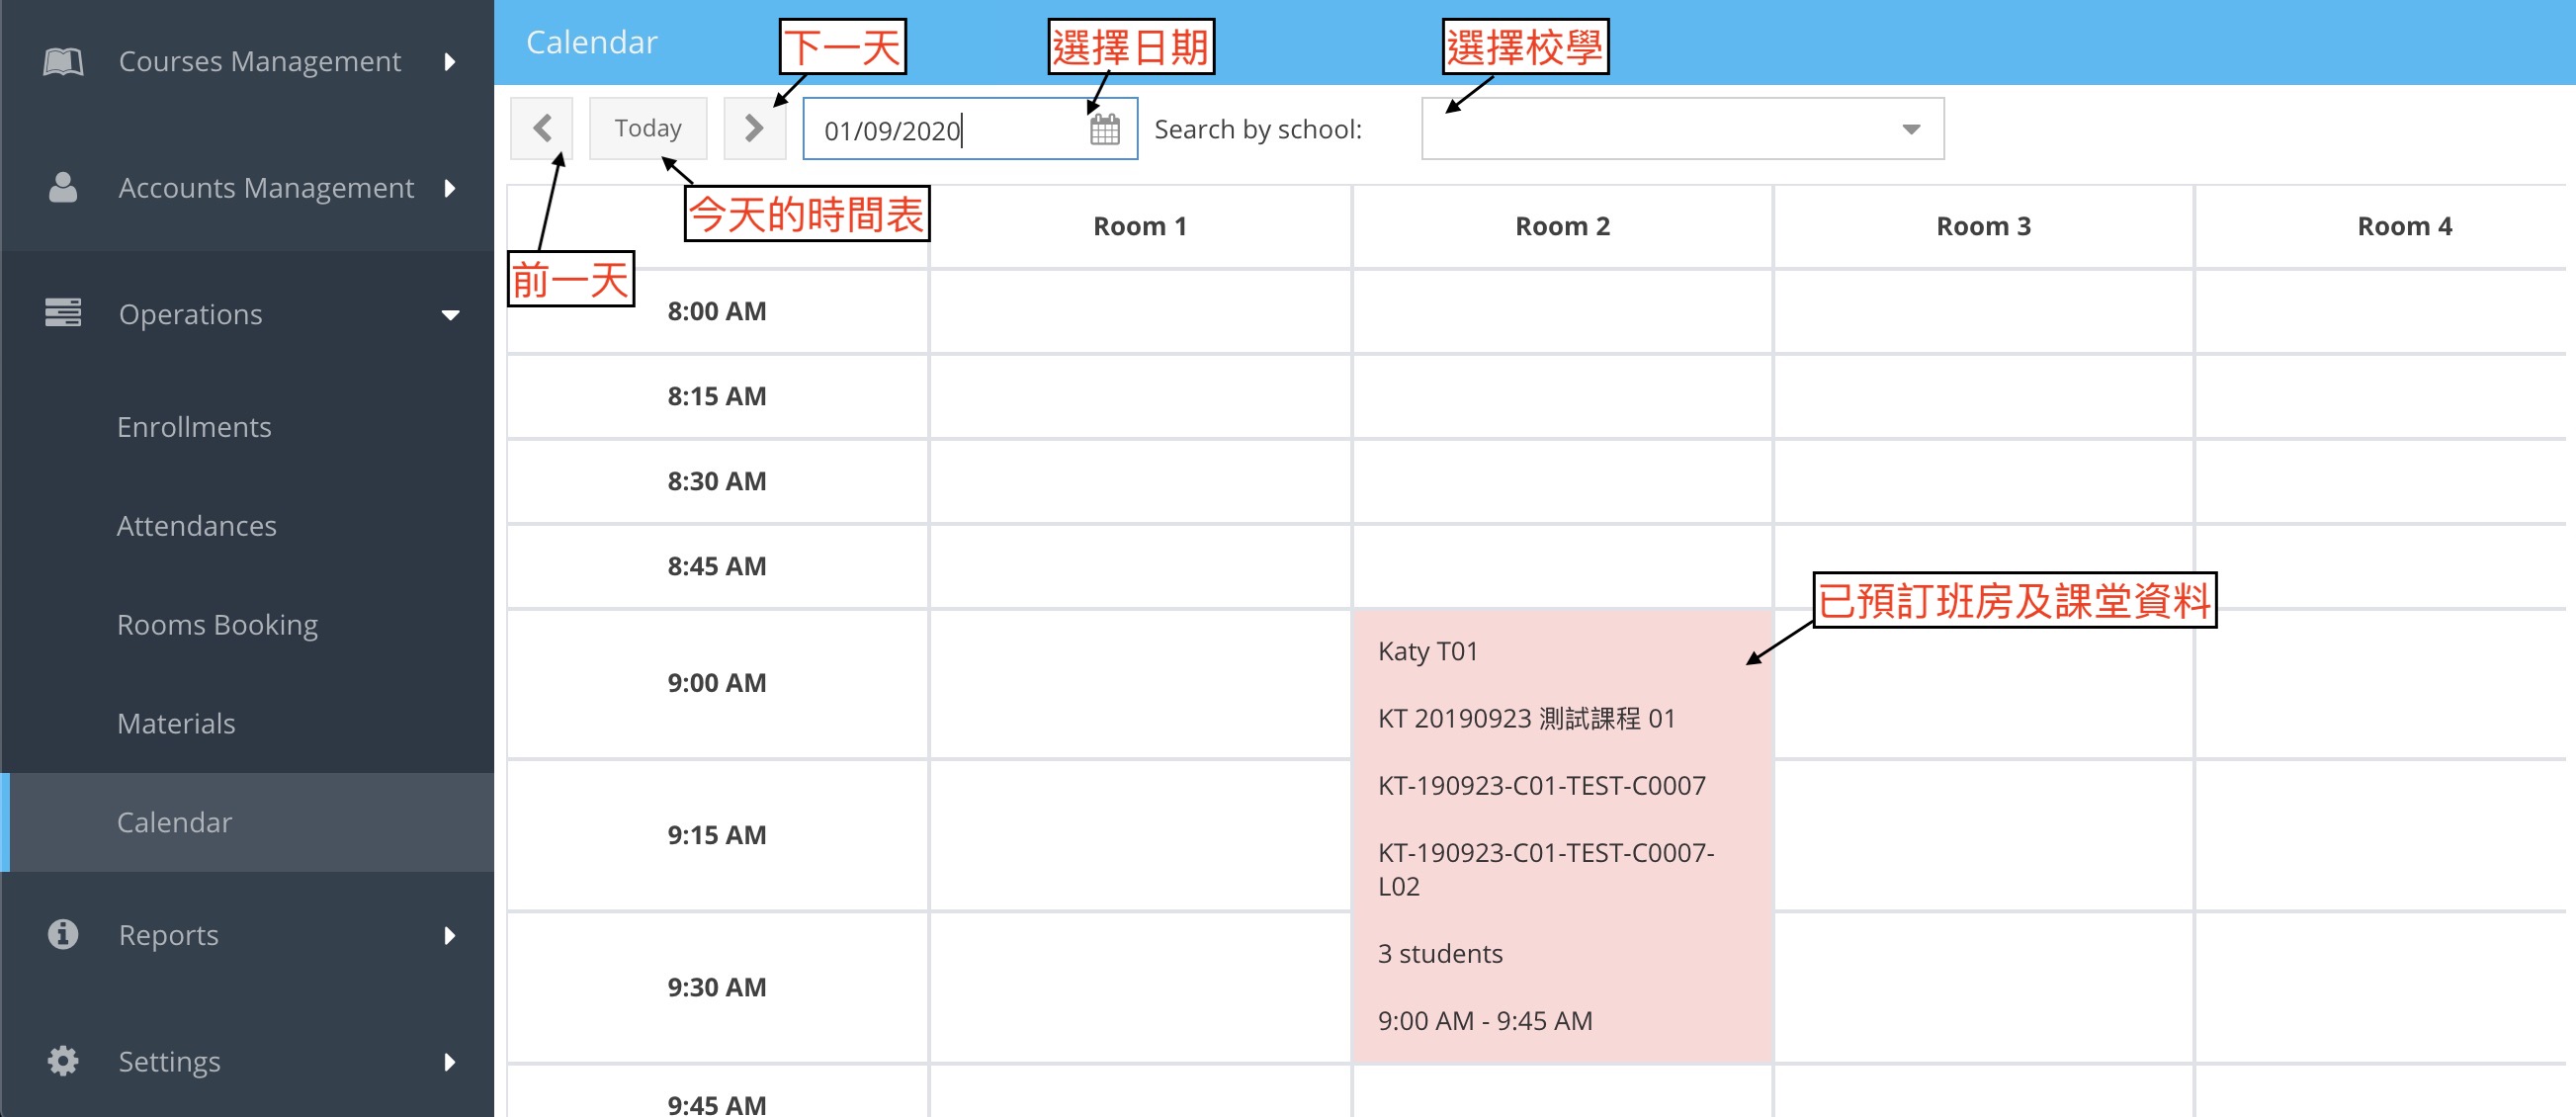 Courses Management
Accounts Management
Operations
Enrollments
Attendances
Rooms Booking
Materials
Calendar
Reports
Settings
Calendar
下一天
選擇日期
選擇校學
Today
01/09/2020
Search by school:
今天的時間表
前一天
Room 1
Room 2
Room 3
Room 4
8:00 AM
8:15 AM
8:30 AM
8:45 AM
已預訂班房及課堂資料
9:00 AM
Katy T01
KT 20190923 測試課程 01
KT-190923-C01-TEST-C0007
KT-190923-C01-TEST-C0007-
L02
3 students
9:00 AM - 9:45 AM
9:15 AM
9:30 AM
9:45 AM